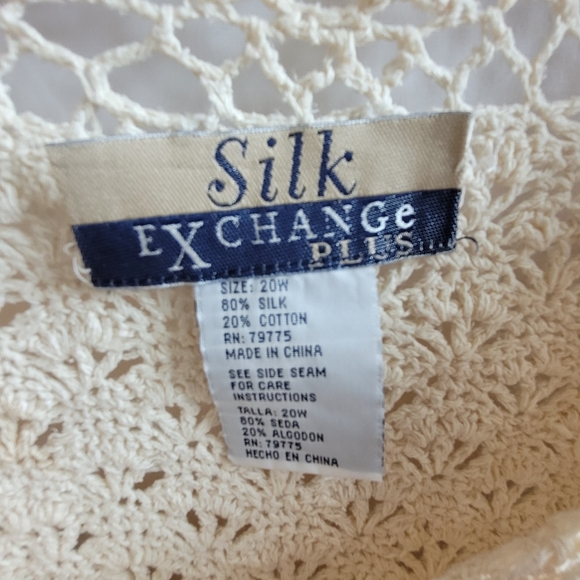 Silk
EXCHANGe
PLUS
SIZE: 20W
80% SILK
20% COTTON
RN: 79775
MADE IN CHINA
SEE SIDE SEAM
FOR CARE
INSTRUCTIONS
TALLA: 20W
80% SEDA
20% ALGODON
RN: 79775
HECHO EN CHINA